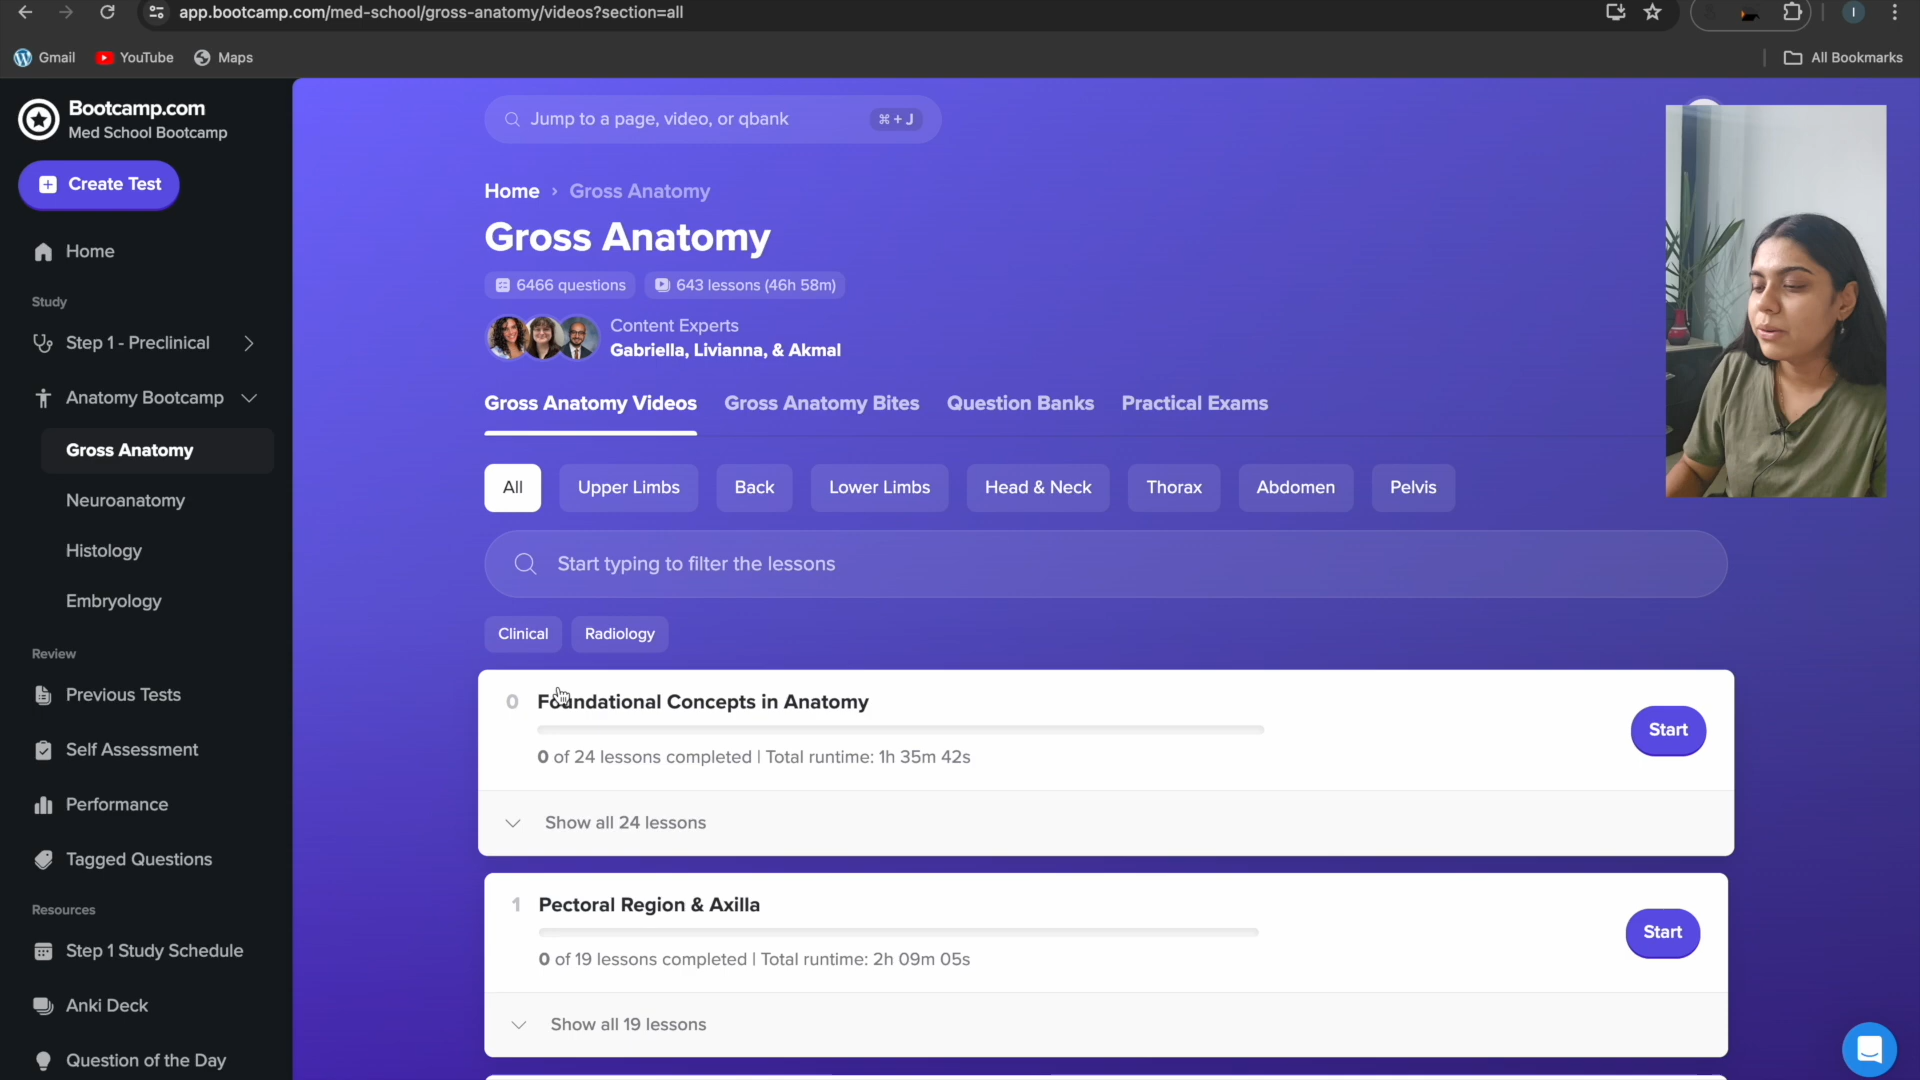 app.bootcamp.com/med-school/gross-anatomy/videos?section=all
I
Gmail
YouTube
Maps
All Bookmarks
Bootcamp.com
Med School Bootcamp
Create Test
Home
Study
Step 1 - Preclinical
Anatomy Bootcamp
Gross Anatomy
Neuroanatomy
Histology
Embryology
Review
Previous Tests
Self Assessment
Performance
Tagged Questions
Resources
Step 1 Study Schedule
Anki Deck
Question of the Day
Jump to a page, video, or qbank
⌘ + J
Home › Gross Anatomy
Gross Anatomy
6466 questions
643 lessons (46h 58m)
Content Experts
Gabriella, Livianna, & Akmal
Gross Anatomy Videos
Gross Anatomy Bites
Question Banks
Practical Exams
All
Upper Limbs
Back
Lower Limbs
Head & Neck
Thorax
Abdomen
Pelvis
Start typing to filter the lessons
Clinical
Radiology
0 Foundational Concepts in Anatomy
0 of 24 lessons completed | Total runtime: 1h 35m 42s
Start
Show all 24 lessons
1 Pectoral Region & Axilla
0 of 19 lessons completed | Total runtime: 2h 09m 05s
Start
Show all 19 lessons